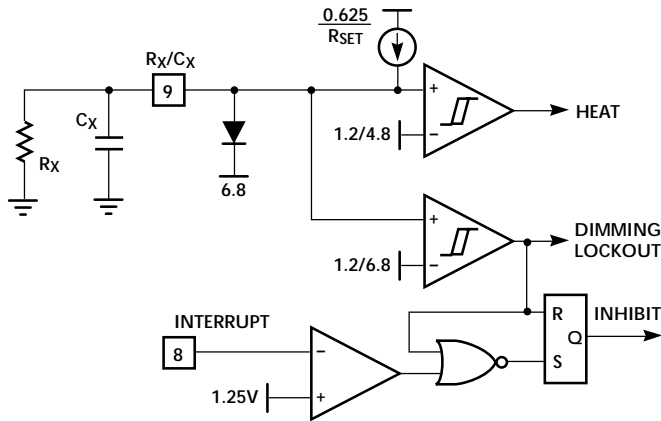 0.625
RSET
RX/CX
9
+
HEAT
CX
1.2/4.8
–
RX
6.8
+
DIMMING
LOCKOUT
1.2/6.8
–
INTERRUPT
R
INHIBIT
Q
8
–
S
1.25V
+